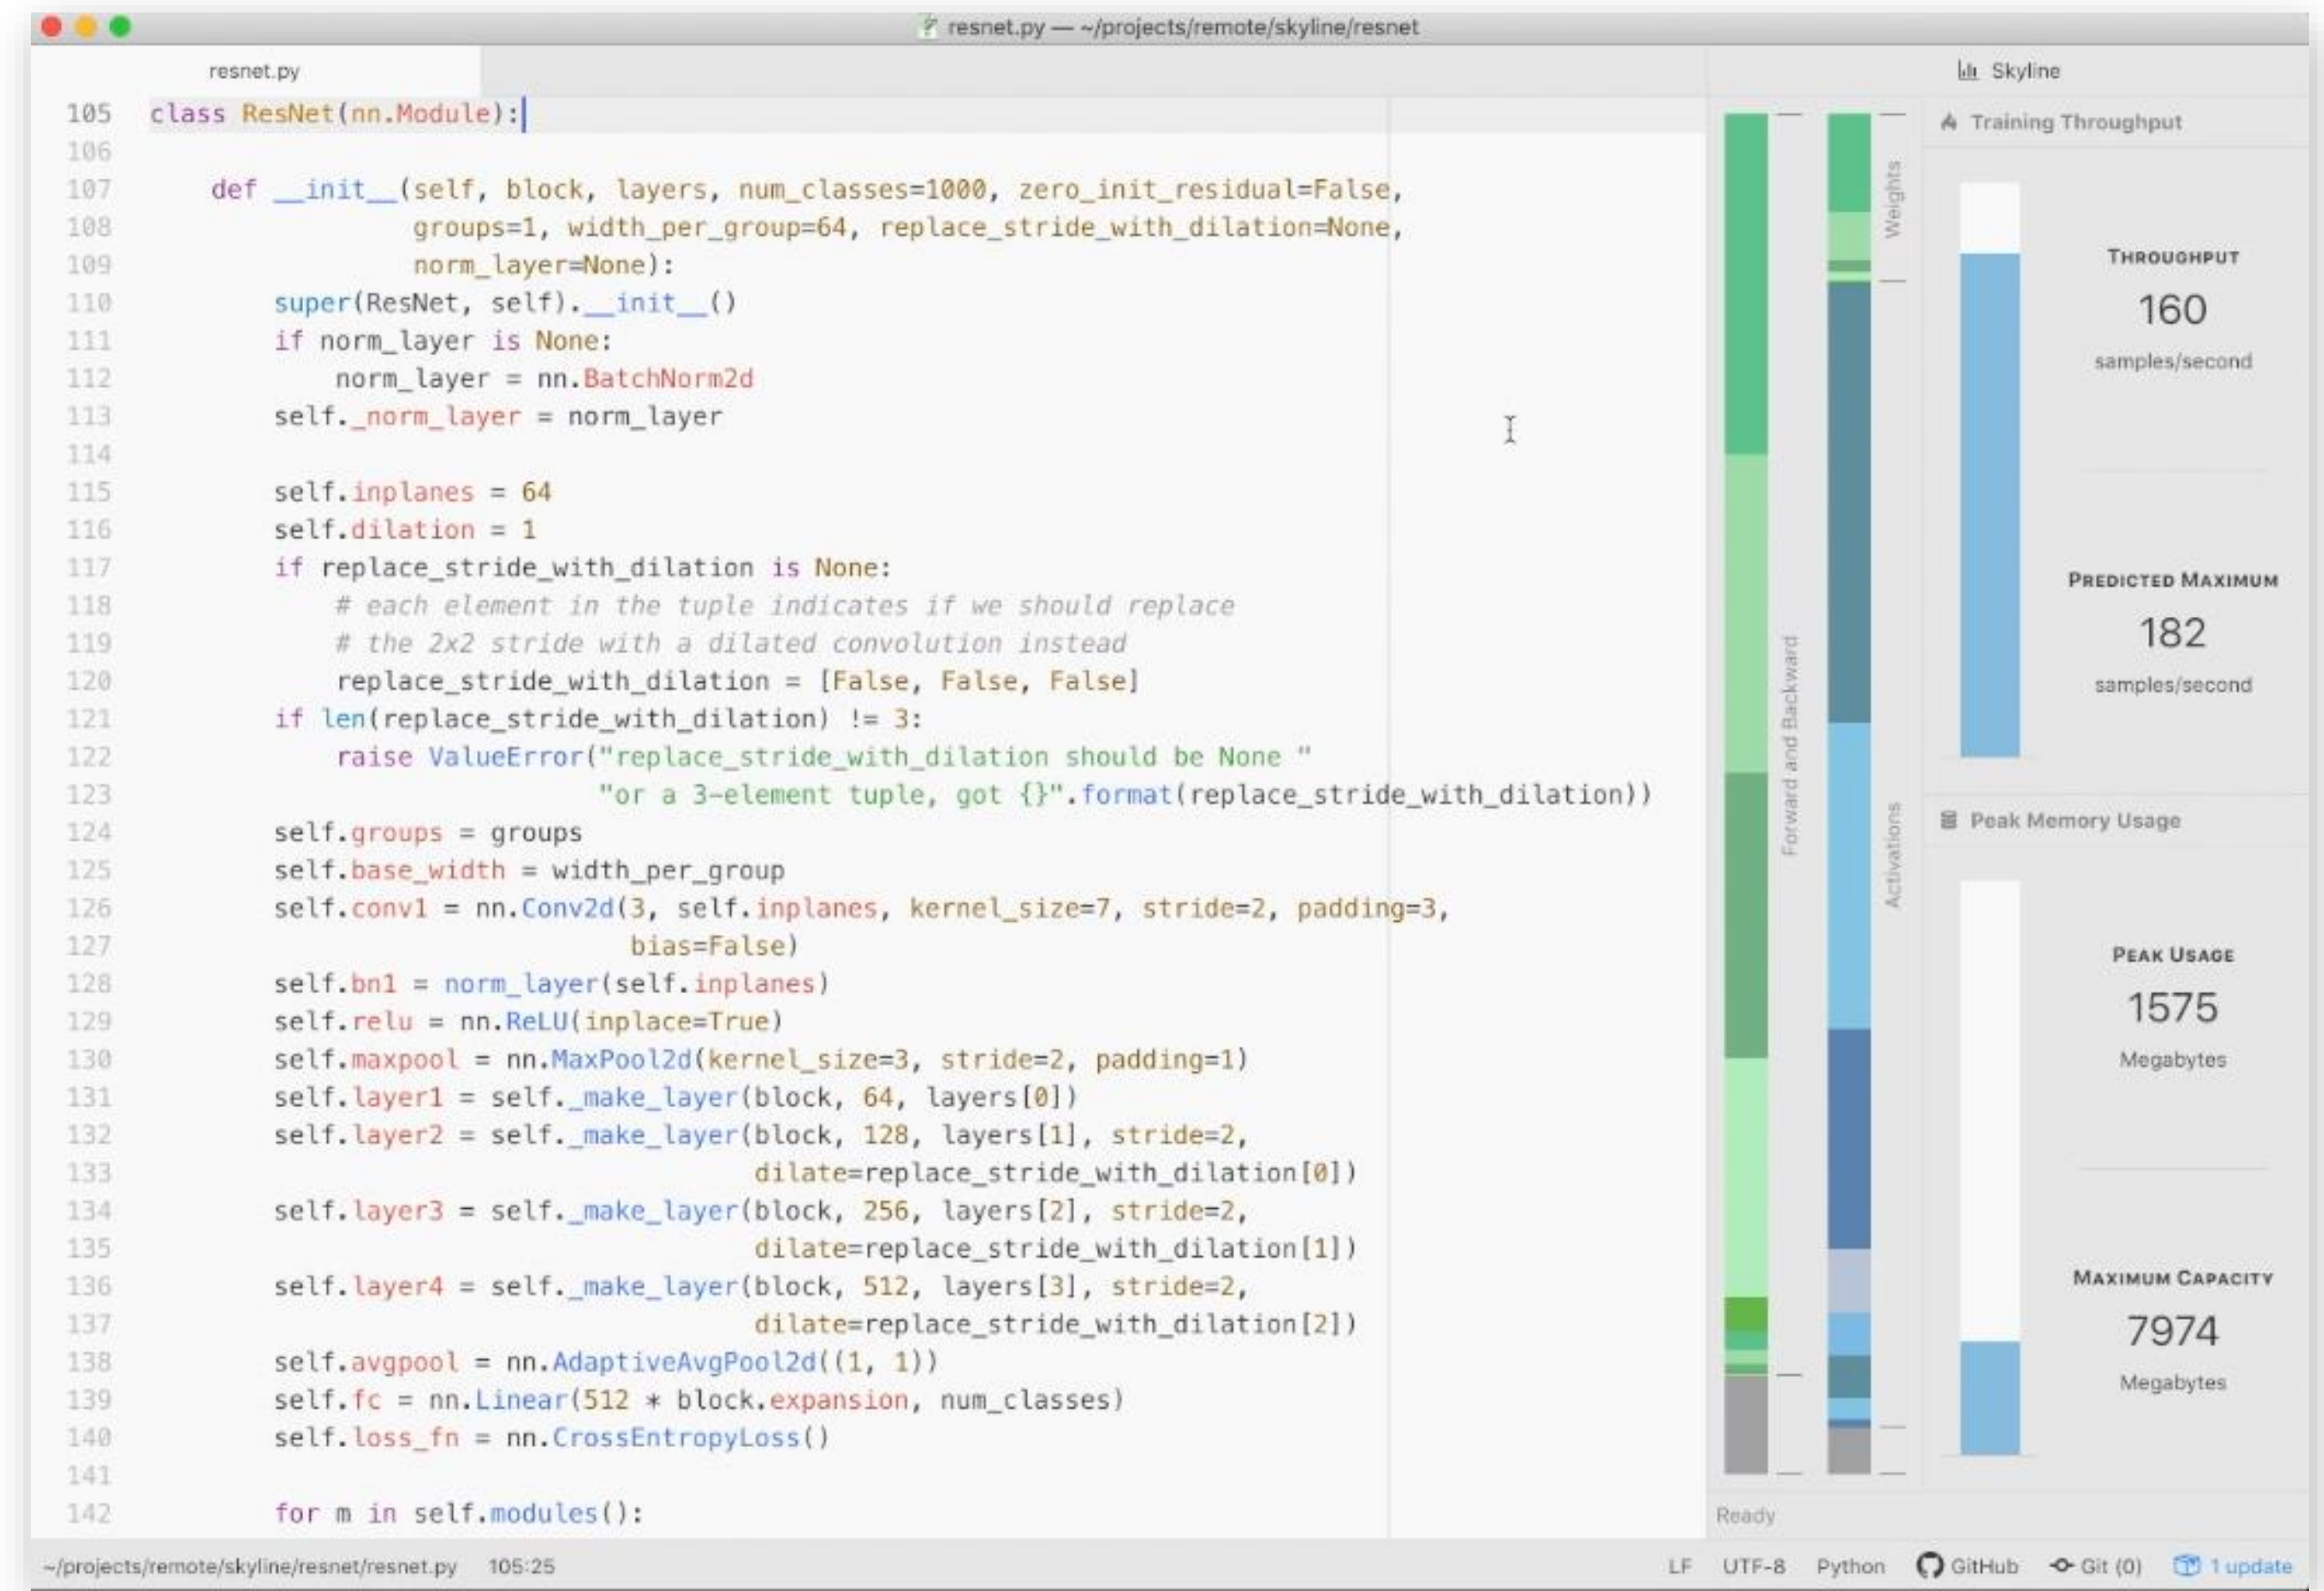 resnet.py — ~/projects/remote/skyline/resnet
resnet.py
105 class ResNet(nn.Module):
106
107 def __init__(self, block, layers, num_classes=1000, zero_init_residual=False,
108 groups=1, width_per_group=64, replace_stride_with_dilation=None,
109 norm_layer=None):
110 super(ResNet, self).__init__()
111 if norm_layer is None:
112 norm_layer = nn.BatchNorm2d
113 self._norm_layer = norm_layer
114
115 self.inplanes = 64
116 self.dilation = 1
117 if replace_stride_with_dilation is None:
118 # each element in the tuple indicates if we should replace
119 # the 2x2 stride with a dilated convolution instead
120 replace_stride_with_dilation = [False, False, False]
121 if len(replace_stride_with_dilation) != 3:
122 raise ValueError("replace_stride_with_dilation should be None "
123 "or a 3-element tuple, got {}".format(replace_stride_with_dilation))
124 self.groups = groups
125 self.base_width = width_per_group
126 self.conv1 = nn.Conv2d(3, self.inplanes, kernel_size=7, stride=2, padding=3,
127 bias=False)
128 self.bn1 = norm_layer(self.inplanes)
129 self.relu = nn.ReLU(inplace=True)
130 self.maxpool = nn.MaxPool2d(kernel_size=3, stride=2, padding=1)
131 self.layer1 = self._make_layer(block, 64, layers[0])
132 self.layer2 = self._make_layer(block, 128, layers[1], stride=2,
133 dilate=replace_stride_with_dilation[0])
134 self.layer3 = self._make_layer(block, 256, layers[2], stride=2,
135 dilate=replace_stride_with_dilation[1])
136 self.layer4 = self._make_layer(block, 512, layers[3], stride=2,
137 dilate=replace_stride_with_dilation[2])
138 self.avgpool = nn.AdaptiveAvgPool2d((1, 1))
139 self.fc = nn.Linear(512 * block.expansion, num_classes)
140 self.loss_fn = nn.CrossEntropyLoss()
141
142 for m in self.modules():
Skyline
Forward and Backward
Weights
Activations
Training Throughput
THROUGHPUT
160
samples/second
PREDICTED MAXIMUM
182
samples/second
Peak Memory Usage
PEAK USAGE
1575
Megabytes
MAXIMUM CAPACITY
7974
Megabytes
Ready
~/projects/remote/skyline/resnet/resnet.py 105:25
LF UTF-8 Python GitHub Git (0) 1 update